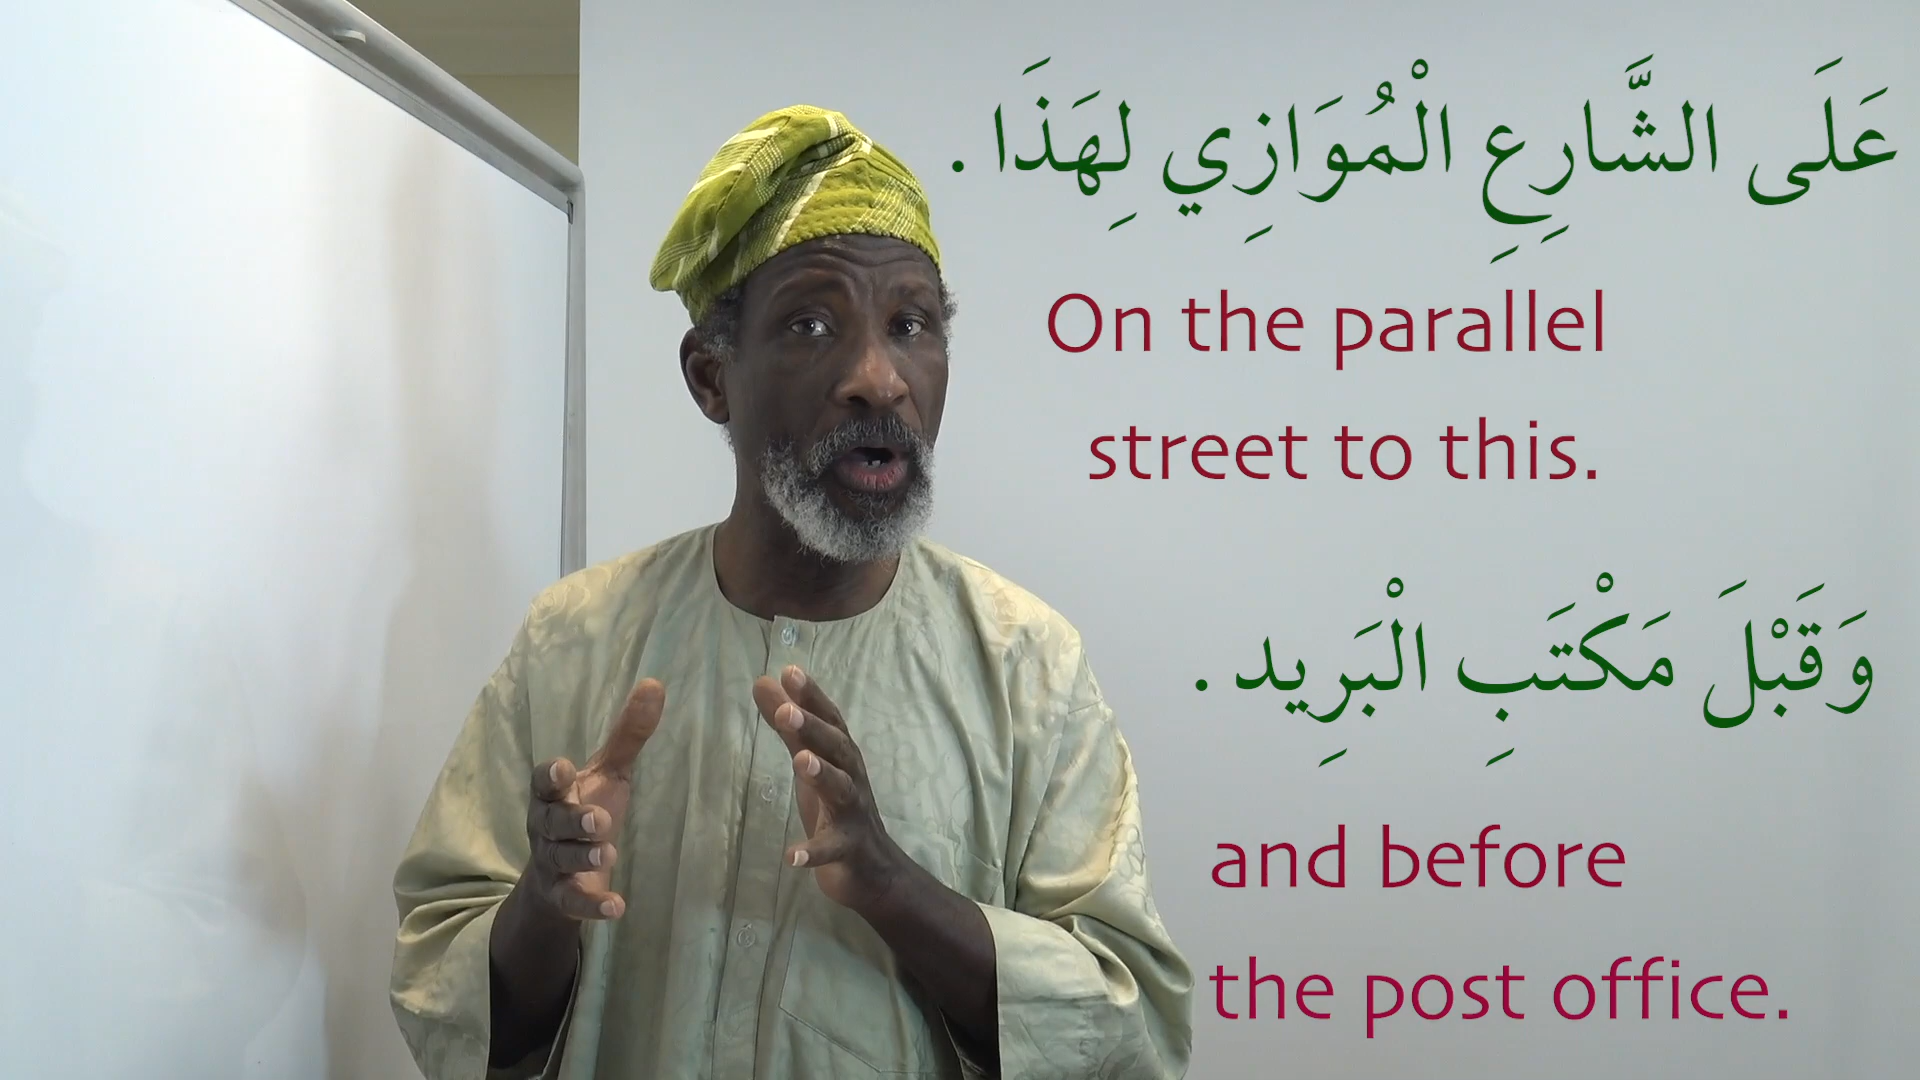 عَلَى الشَّارِعِ الْمُوَازِي لِهَذَا .
On the parallel
street to this.
وَقَبْلَ مَكْتَبِ الْبَرِيد .
and before
the post office.